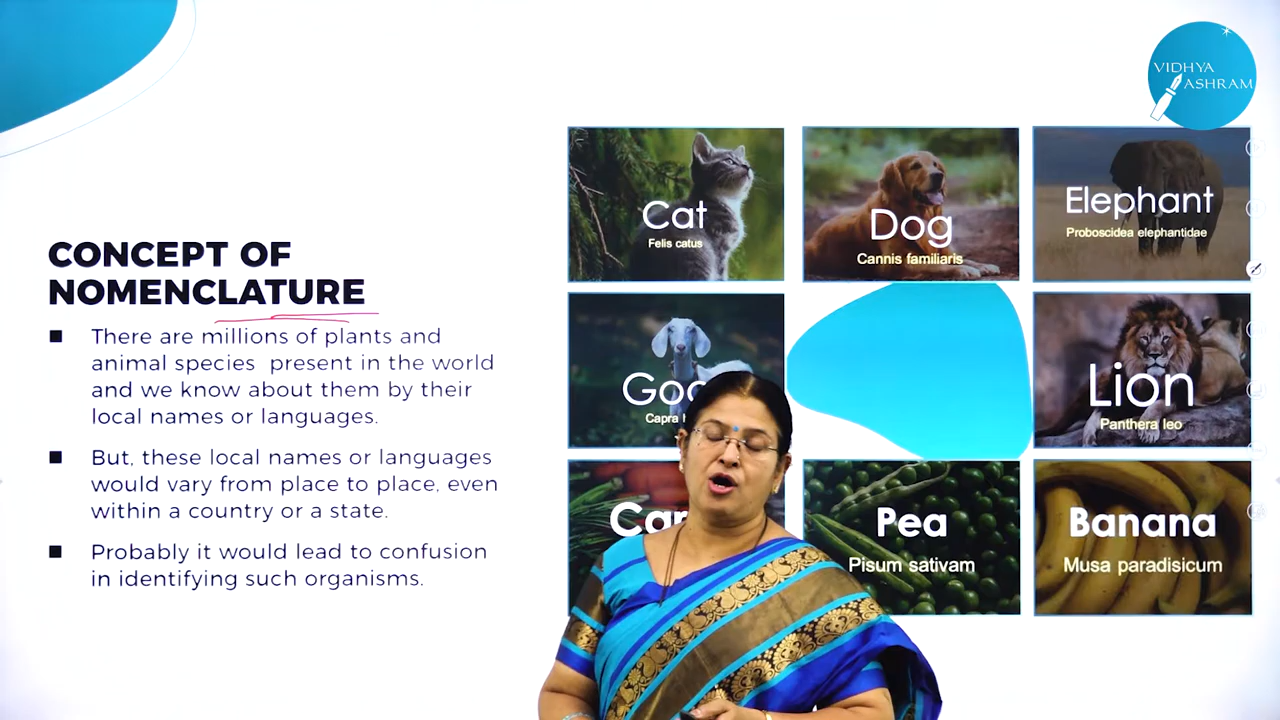 VIDHYA
ASHRAM
CONCEPT OF
NOMENCLATURE
There are millions of plants and
animal species present in the world
and we know about them by their
local names or languages.
But, these local names or languages
would vary from place to place, even
within a country or a state.
Probably it would lead to confusion
in identifying such organisms.
Cat
Felis catus
Dog
Cannis familiaris
Elephant
Proboscidea elephantidae
Capra
Lion
Panthera leo
Pea
Pisum sativam
Banana
Musa paradisicum